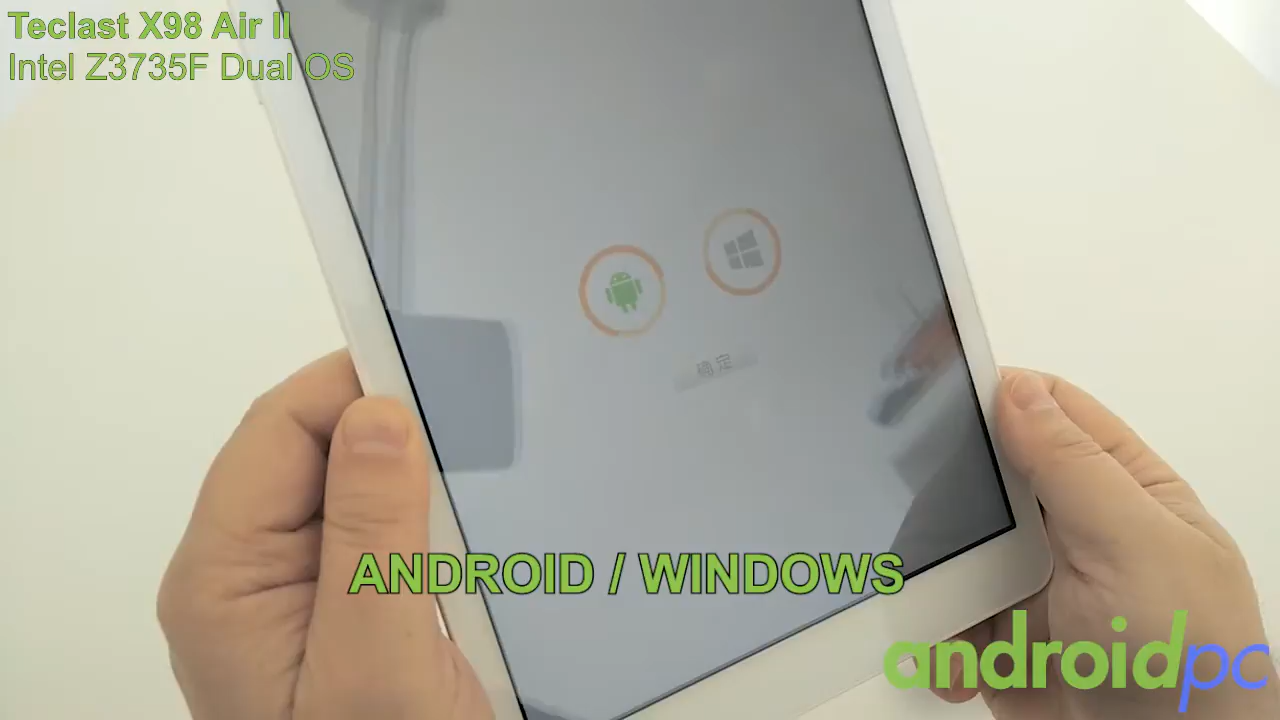 Teclast X98 Air II
Intel Z3735F Dual OS
确定
ANDROID / WINDOWS
androidpc